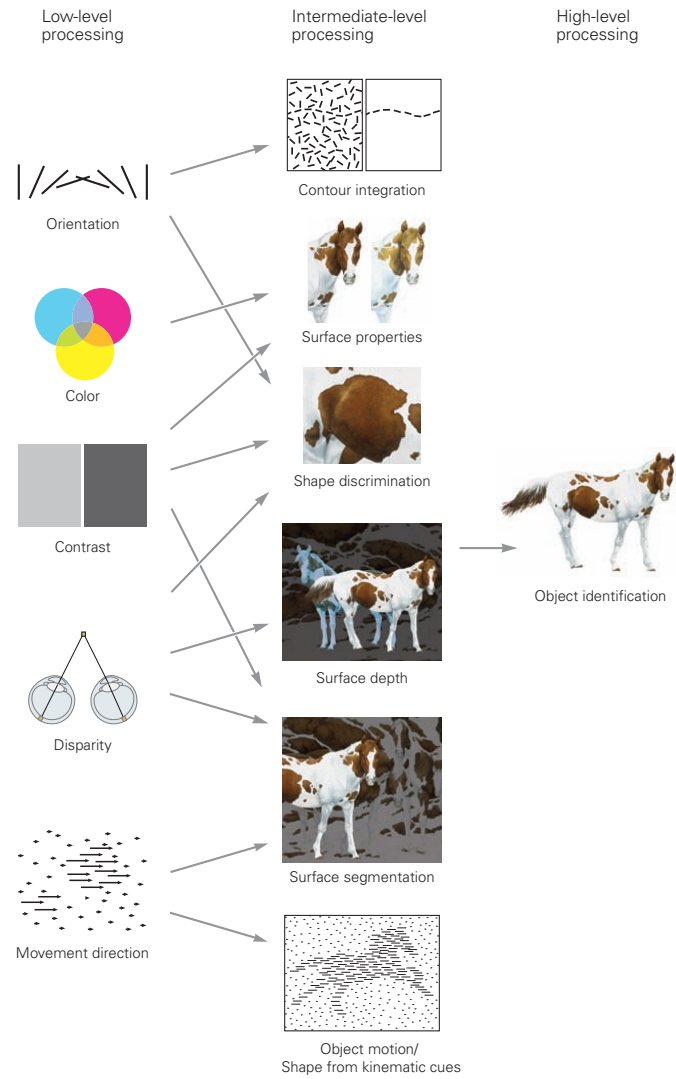 Low-level
processing
Intermediate-level
processing
High-level
processing
Orientation
Color
Contrast
Disparity
Movement direction
Contour integration
Surface properties
Shape discrimination
Surface depth
Surface segmentation
Object motion/
Shape from kinematic cues
Object identification